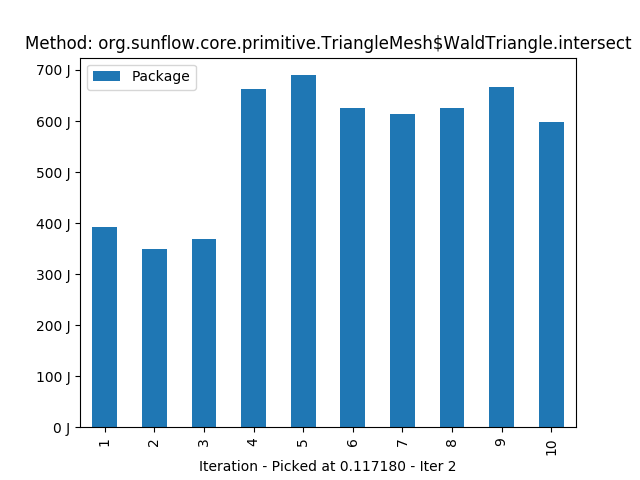 Method: org.sunflow.core.primitive.TriangleMesh$WaldTriangle.intersect
Package
700 J
600 J
500 J
400 J
300 J
200 J
100 J
0 J
1 2 3 4 5 6 7 8 9 10
Iteration - Picked at 0.117180 - Iter 2